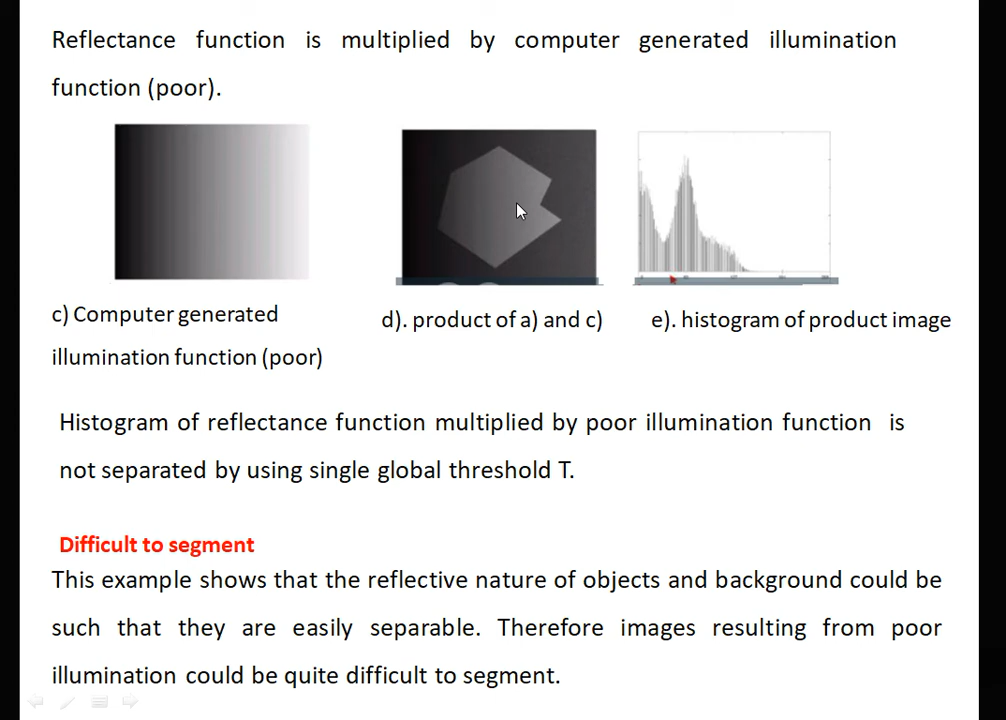 Reflectance function is multiplied by computer generated illumination
function (poor).
c) Computer generated
illumination function (poor)
d). product of a) and c)
e). histogram of product image
Histogram of reflectance function multiplied by poor illumination function is
not separated by using single global threshold T.
Difficult to segment
This example shows that the reflective nature of objects and background could be
such that they are easily separable. Therefore images resulting from poor
illumination could be quite difficult to segment.